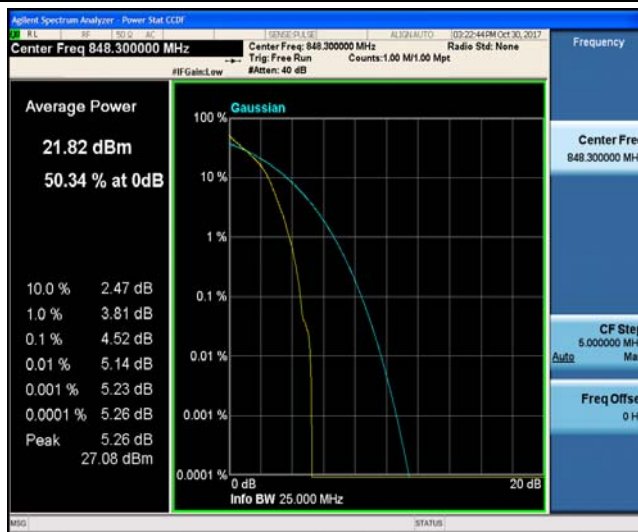 Agilent Spectrum Analyzer - Power Stat CCDF
RL RF 50 Ω AC SENSE:PULSE ALIGNAUTO 03:22:44 PM Oct 30, 2017
Center Freq 848.300000 MHz
Center Freq: 848.300000 MHz Radio Std: None
Trig: Free Run Counts:1.00 M/1.00 Mpt
#IFGain:Low #Atten: 40 dB
Frequency
Average Power
21.82 dBm
50.34 % at 0dB
10.0 % 2.47 dB
1.0 % 3.81 dB
0.1 % 4.52 dB
0.01 % 5.14 dB
0.001 % 5.23 dB
0.0001 % 5.26 dB
Peak 5.26 dB
27.08 dBm
Gaussian
100 %
10 %
1 %
0.1 %
0.01 %
0.001 %
0.0001 %
0 dB 20 dB
Info BW 25.000 MHz
Center Fre
848.300000 MH
CF Ste
5.000000 MH
Auto Ma
Freq Offse
0 H
MSG STATUS